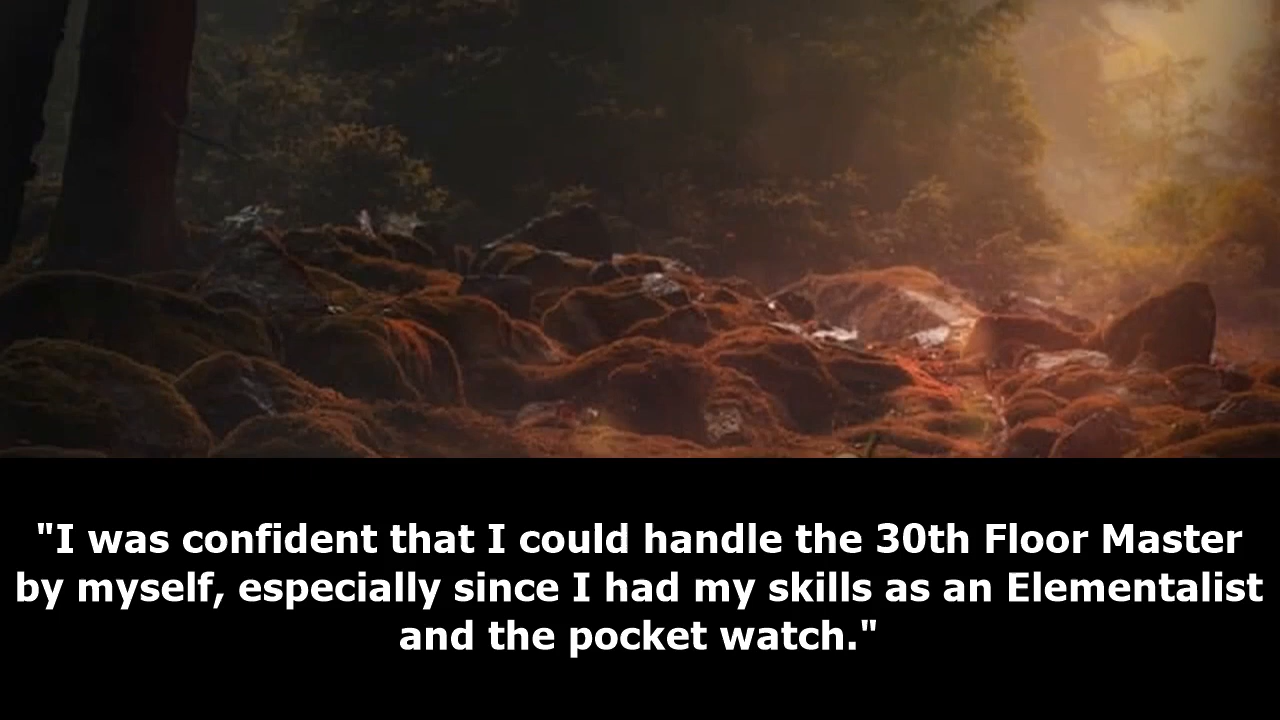 "I was confident that I could handle the 30th Floor Master
by myself, especially since I had my skills as an Elementalist
and the pocket watch."